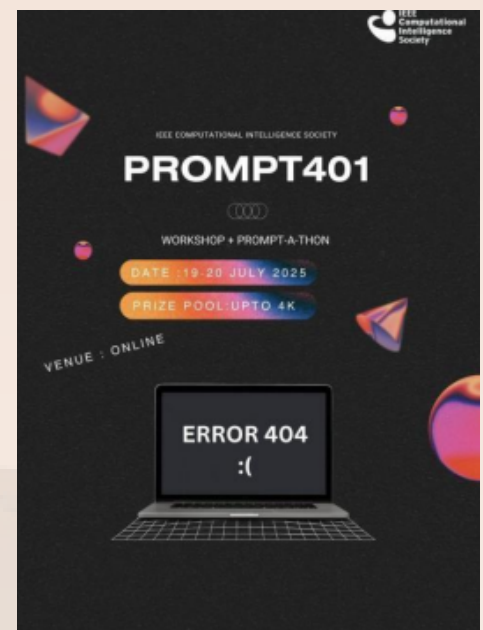 IEEE
Computational
Intelligence
Society
IEEE COMPUTATIONAL INTELLIGENCE SOCIETY
PROMPT401
WORKSHOP + PROMPT-A-THON
DATE :19-20 JULY 2025
PRIZE POOL:UPTO 4K
VENUE : ONLINE
ERROR 404
:(